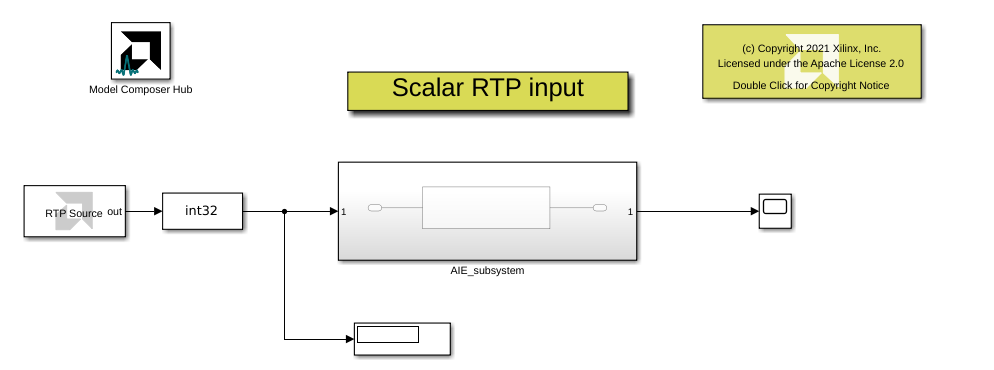 Model Composer Hub
Scalar RTP input
(c) Copyright 2021 Xilinx, Inc.
Licensed under the Apache License 2.0
Double Click for Copyright Notice
RTP Source out
int32
1
1
AIE_subsystem